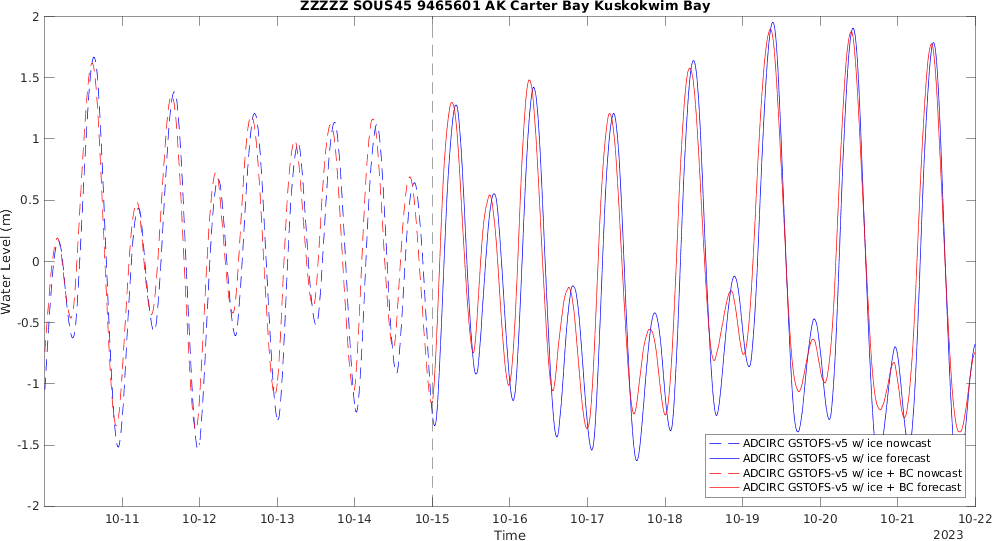 ZZZZZ SOUS45 9465601 AK Carter Bay Kuskokwim Bay
Water Level (m)
2
1.5
1
0.5
0
-0.5
-1
-1.5
-2
ADCIRC GSTOFS-v5 w/ ice nowcast
ADCIRC GSTOFS-v5 w/ ice forecast
ADCIRC GSTOFS-v5 w/ ice + BC nowcast
ADCIRC GSTOFS-v5 w/ ice + BC forecast
10-11 10-12 10-13 10-14 10-15 10-16 10-17 10-18 10-19 10-20 10-21 10-22
Time
2023